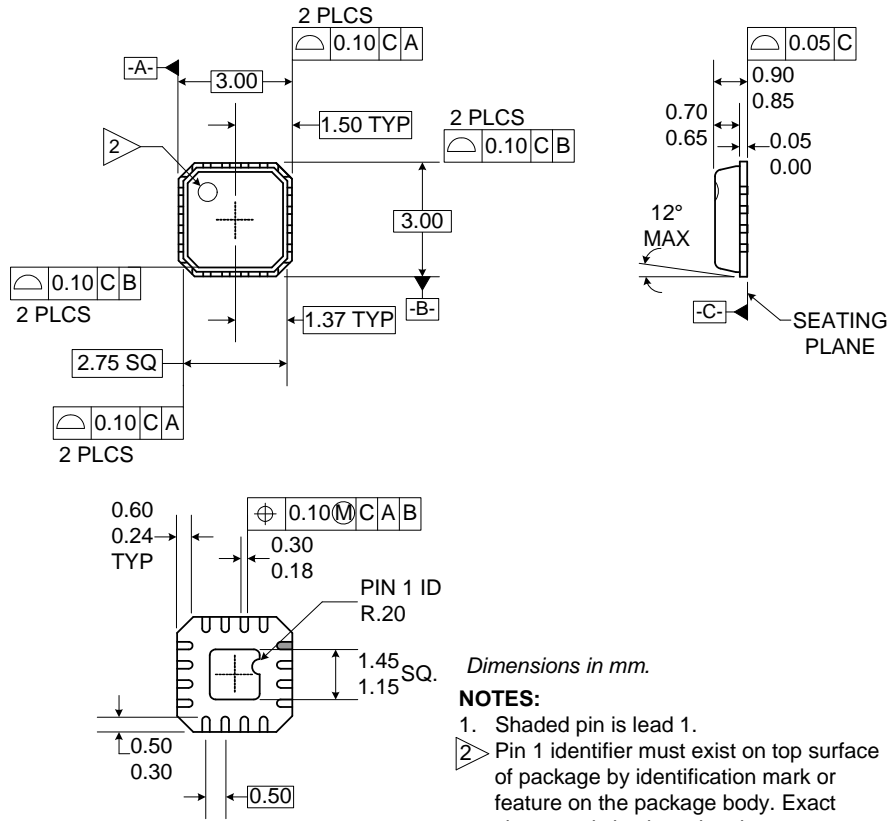 2 PLCS
0.10 C A
-A-
3.00
1.50 TYP
2
2 PLCS
0.10 C B
3.00
0.10 C B
2 PLCS
-B-
1.37 TYP
2.75 SQ
0.10 C A
2 PLCS
0.05 C
0.90
0.85
0.70
0.65
0.05
0.00
12°
MAX
-C-
SEATING
PLANE
0.60
0.24
TYP
0.10 Ⓜ C A B
0.30
0.18
PIN 1 ID
R.20
1.45
1.15
SQ.
0.50
0.30
0.50
Dimensions in mm.
NOTES:
1. Shaded pin is lead 1.
2 Pin 1 identifier must exist on top surface
of package by identification mark or
feature on the package body. Exact